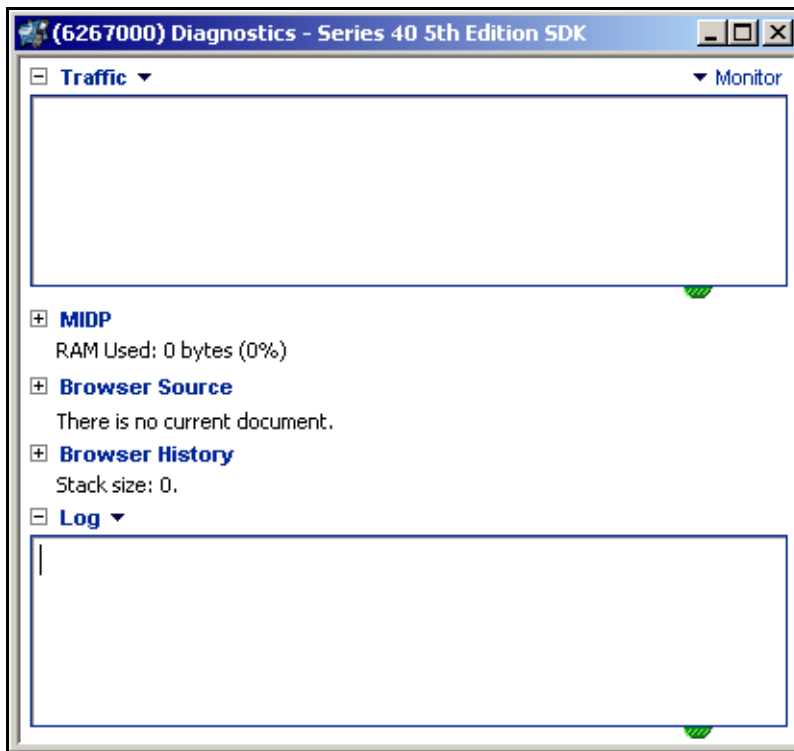 (6267000) Diagnostics - Series 40 5th Edition SDK
Traffic Monitor
MIDP
RAM Used: 0 bytes (0%)
Browser Source
There is no current document.
Browser History
Stack size: 0.
Log